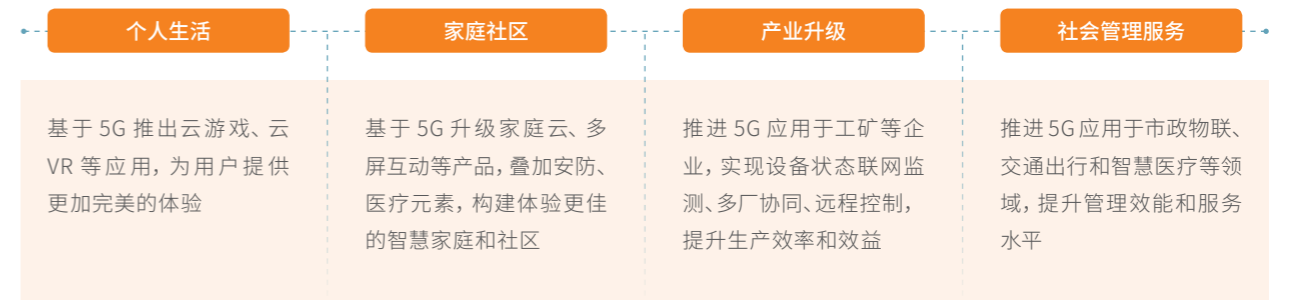 个人生活
基于 5G 推出云游戏、云
VR 等应用，为用户提供
更加完美的体验
家庭社区
基于 5G 升级家庭云、多
屏互动等产品，叠加安防、
医疗元素，构建体验更佳
的智慧家庭和社区
产业升级
推进 5G 应用于工矿等企
业，实现设备状态联网监
测、多厂协同、远程控制，
提升生产效率和效益
社会管理服务
推进 5G 应用于市政物联、
交通出行和智慧医疗等领
域，提升管理效能和服务
水平